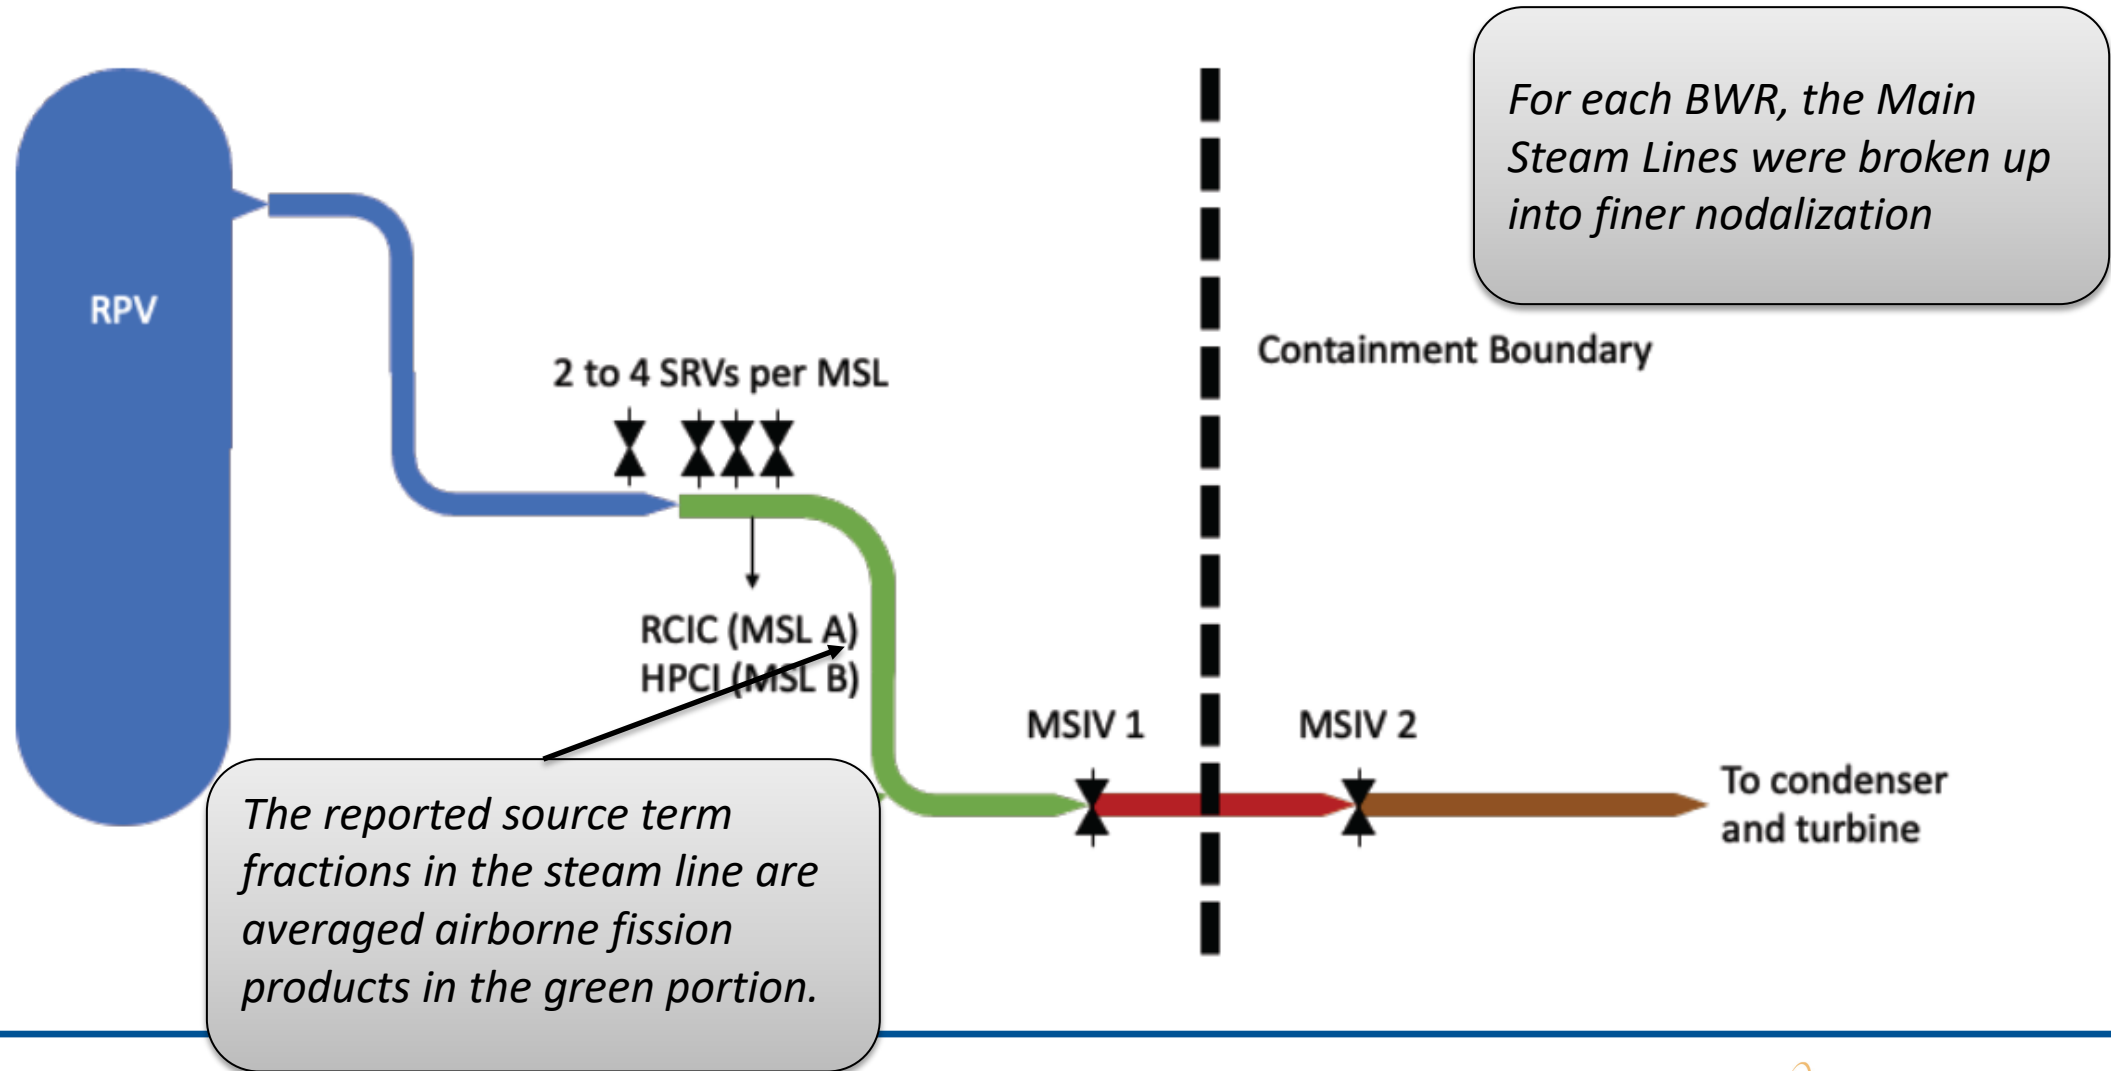 For each BWR, the Main
Steam Lines were broken up
into finer nodalization
RPV
Containment Boundary
2 to 4 SRVs per MSL
RCIC (MSL A)
HPCI (MSL B)
MSIV 1
MSIV 2
To condenser
and turbine
The reported source term
fractions in the steam line are
averaged airborne fission
products in the green portion.